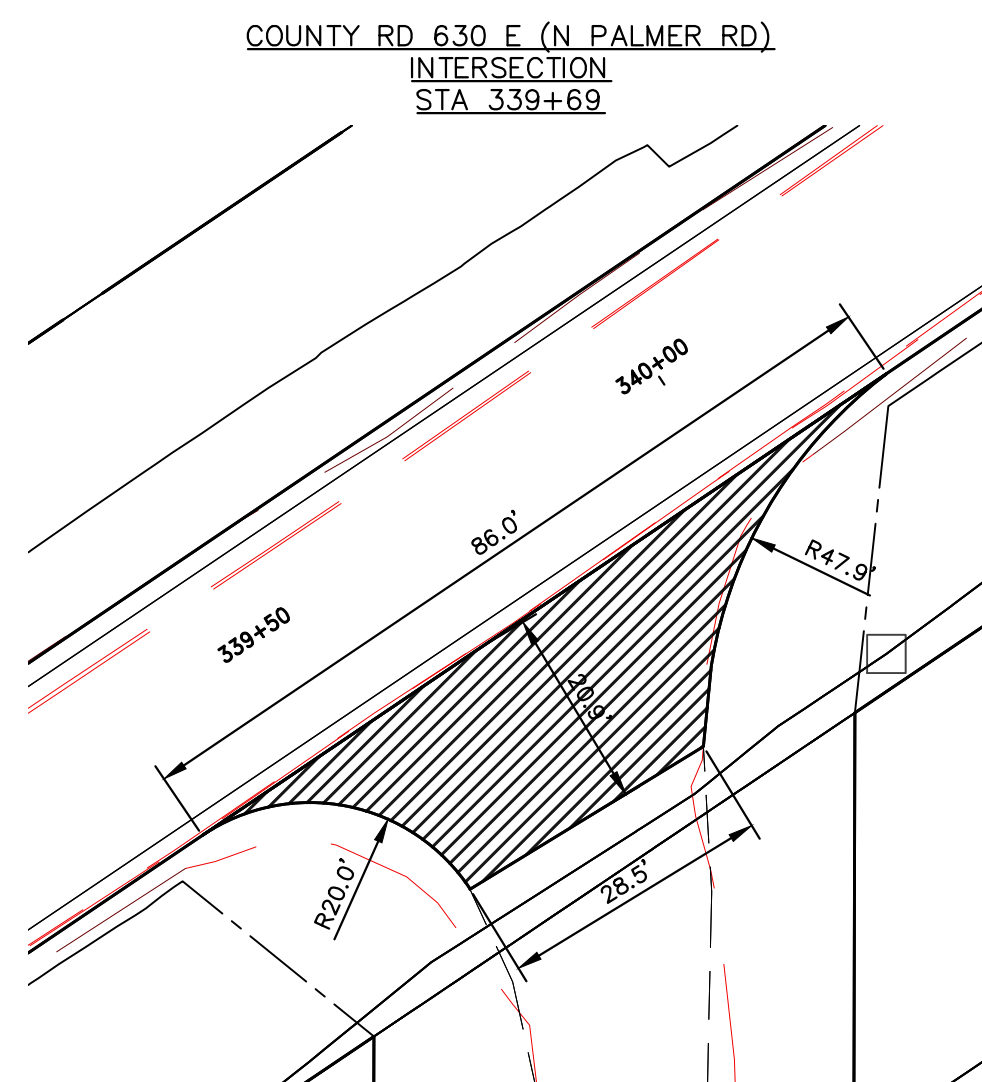 COUNTY RD 630 E (N PALMER RD)
INTERSECTION
STA 339+69
340+00
86.0'
R47.9'
339+50
20.9'
28.5'
R20.0'